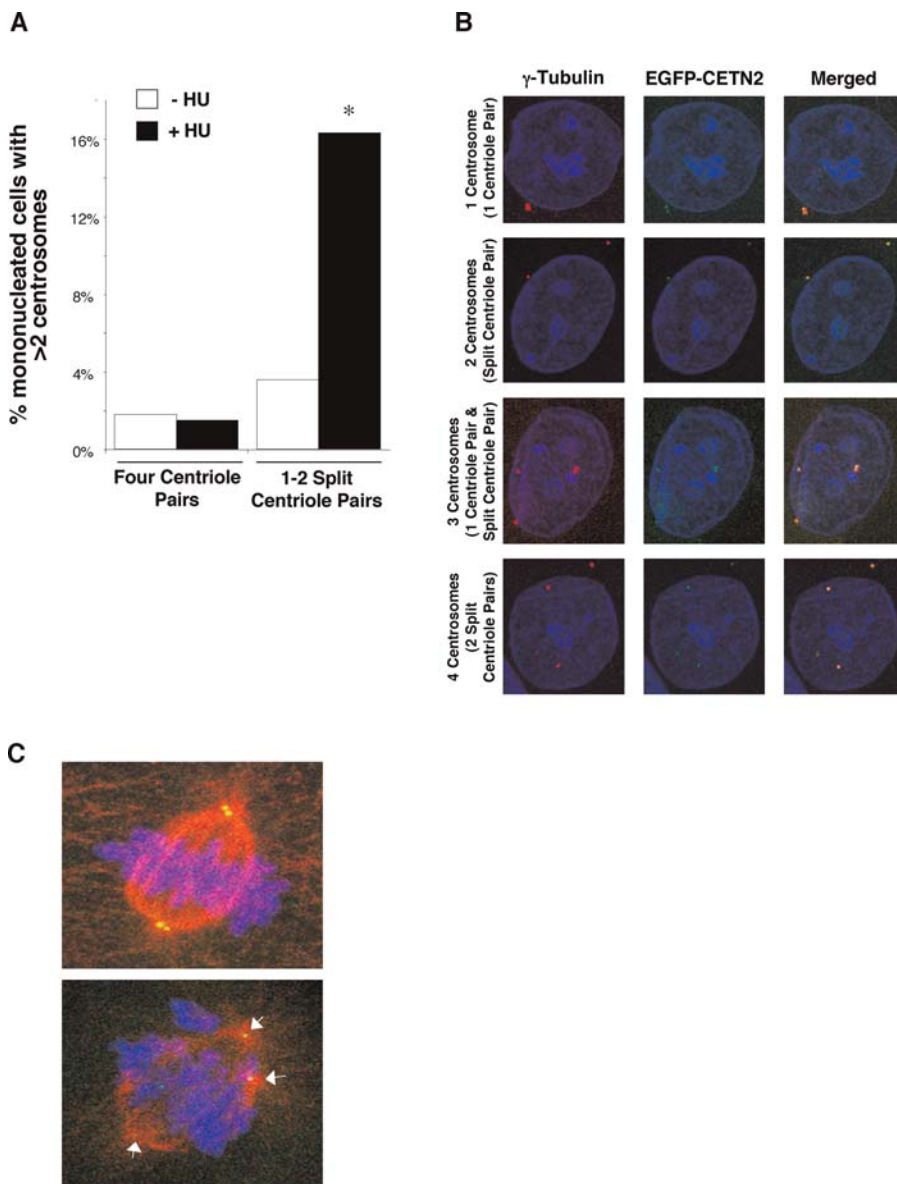 A
- HU
+ HU
*
% mononucleated cells with
>2 centrosomes
16%
12%
8%
4%
0%
Four Centriole
Pairs
1-2 Split
Centriole Pairs
B
γ-Tubulin
EGFP-CETN2
Merged
1 Centrosome
(1 Centriole Pair)
2 Centrosomes
(Split Centriole Pair)
3 Centrosomes
(1 Centriole Pair &
Split Centriole Pair)
4 Centrosomes
(2 Split
Centriole Pairs)
C